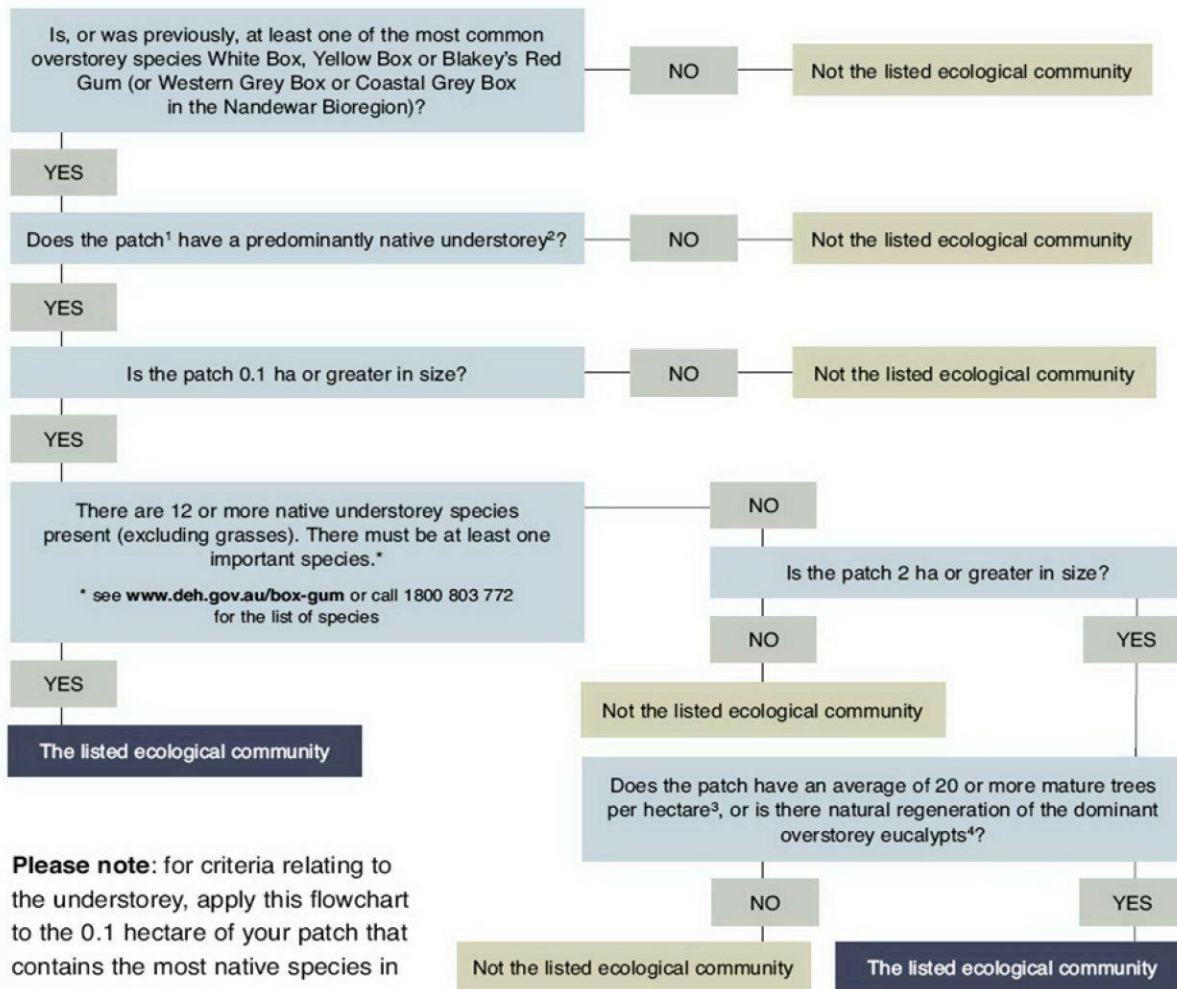 Is, or was previously, at least one of the most common
overstorey species White Box, Yellow Box or Blakey's Red
Gum (or Western Grey Box or Coastal Grey Box
in the Nandewar Bioregion)?
NO
Not the listed ecological community
YES
Does the patch¹ have a predominantly native understorey²?
NO
Not the listed ecological community
YES
Is the patch 0.1 ha or greater in size?
NO
Not the listed ecological community
YES
There are 12 or more native understorey species
present (excluding grasses). There must be at least one
important species.*
* see www.deh.gov.au/box-gum or call 1800 803 772
for the list of species
NO
Is the patch 2 ha or greater in size?
NO
YES
Not the listed ecological community
YES
The listed ecological community
Does the patch have an average of 20 or more mature trees
per hectare³, or is there natural regeneration of the dominant
overstorey eucalypts⁴?
NO
YES
Not the listed ecological community
The listed ecological community
Please note: for criteria relating to
the understorey, apply this flowchart
to the 0.1 hectare of your patch that
contains the most native species in